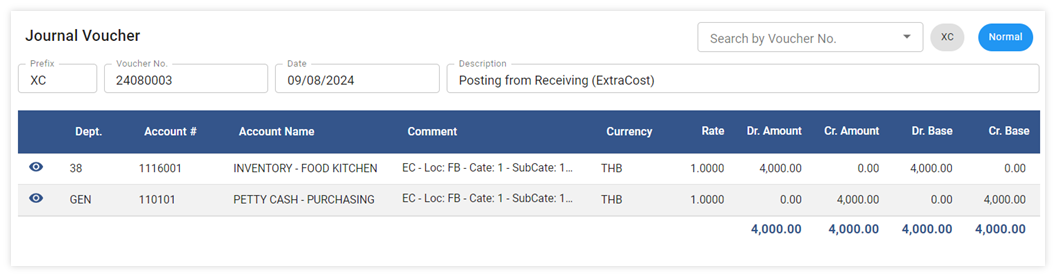 Journal Voucher
Search by Voucher No.
XC
Normal
Prefix
XC
Voucher No.
24080003
Date
09/08/2024
Description
Posting from Receiving (ExtraCost)
Dept. Account # Account Name Comment Currency Rate Dr. Amount Cr. Amount Dr. Base Cr. Base
38 1116001 INVENTORY - FOOD KITCHEN EC - Loc: FB - Cate: 1 - SubCate: 1... THB 1.0000 4,000.00 0.00 4,000.00 0.00
GEN 110101 PETTY CASH - PURCHASING EC - Loc: FB - Cate: 1 - SubCate: 1... THB 1.0000 0.00 4,000.00 0.00 4,000.00
4,000.00 4,000.00 4,000.00 4,000.00